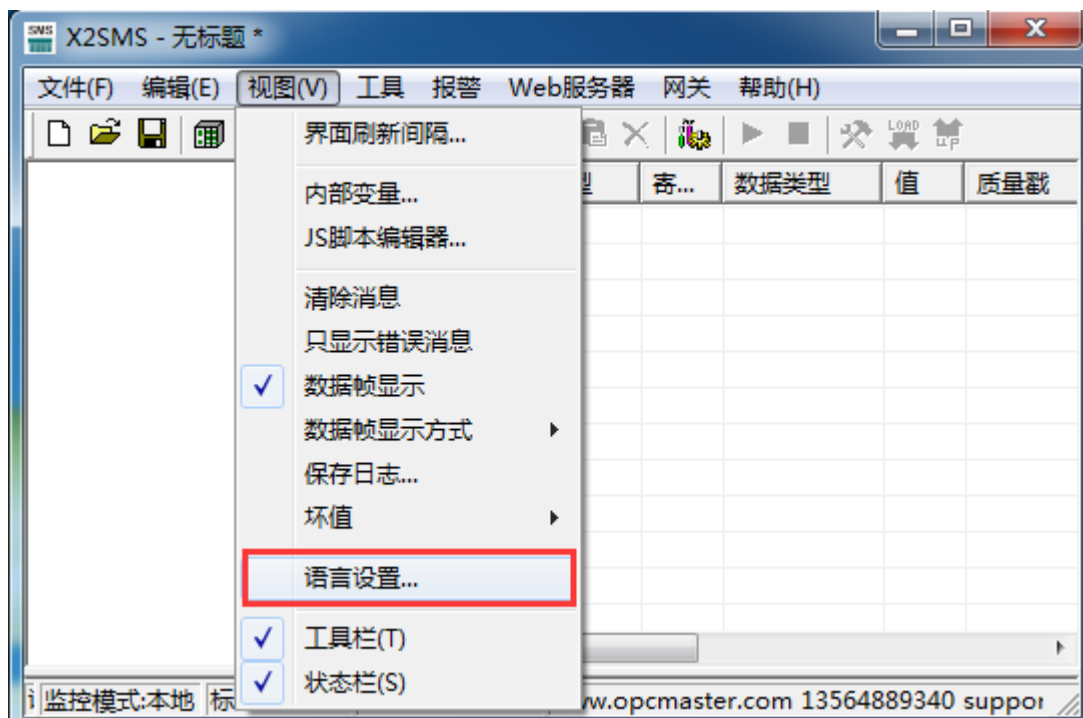 X2SMS - 无标题 *
文件(F) 编辑(E) 视图(V) 工具 报警 Web服务器 网关 帮助(H)
LOAD UP
寄... 数据类型 值 质量戳
界面刷新间隔...
内部变量...
JS脚本编辑器...
清除消息
只显示错误消息
数据帧显示
数据帧显示方式
保存日志...
坏值
语言设置...
工具栏(T)
状态栏(S)
监控模式:本地 标 opcmaster.com 13564889340